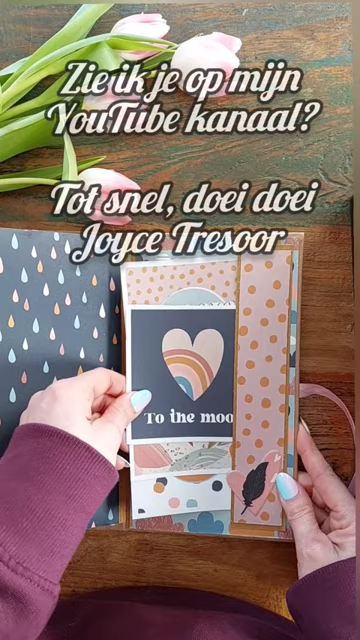 Zie ik je op mijn
YouTube kanaal?
Tot snel, doei doei
Joyce Tresoor
To the moo